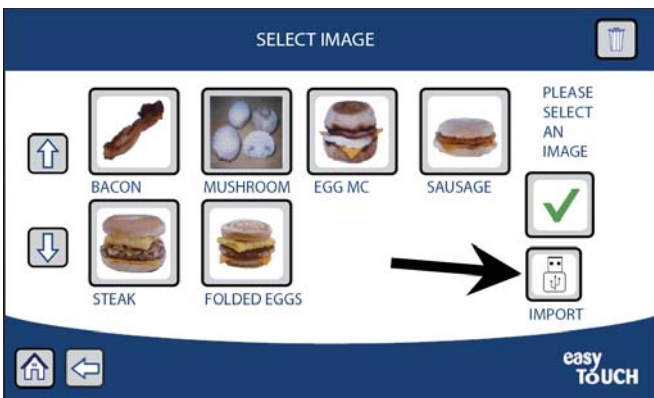 SELECT IMAGE
PLEASE
SELECT
AN
IMAGE
BACON
MUSHROOM
EGG MC
SAUSAGE
STEAK
FOLDED EGGS
IMPORT
easy
TOUCH